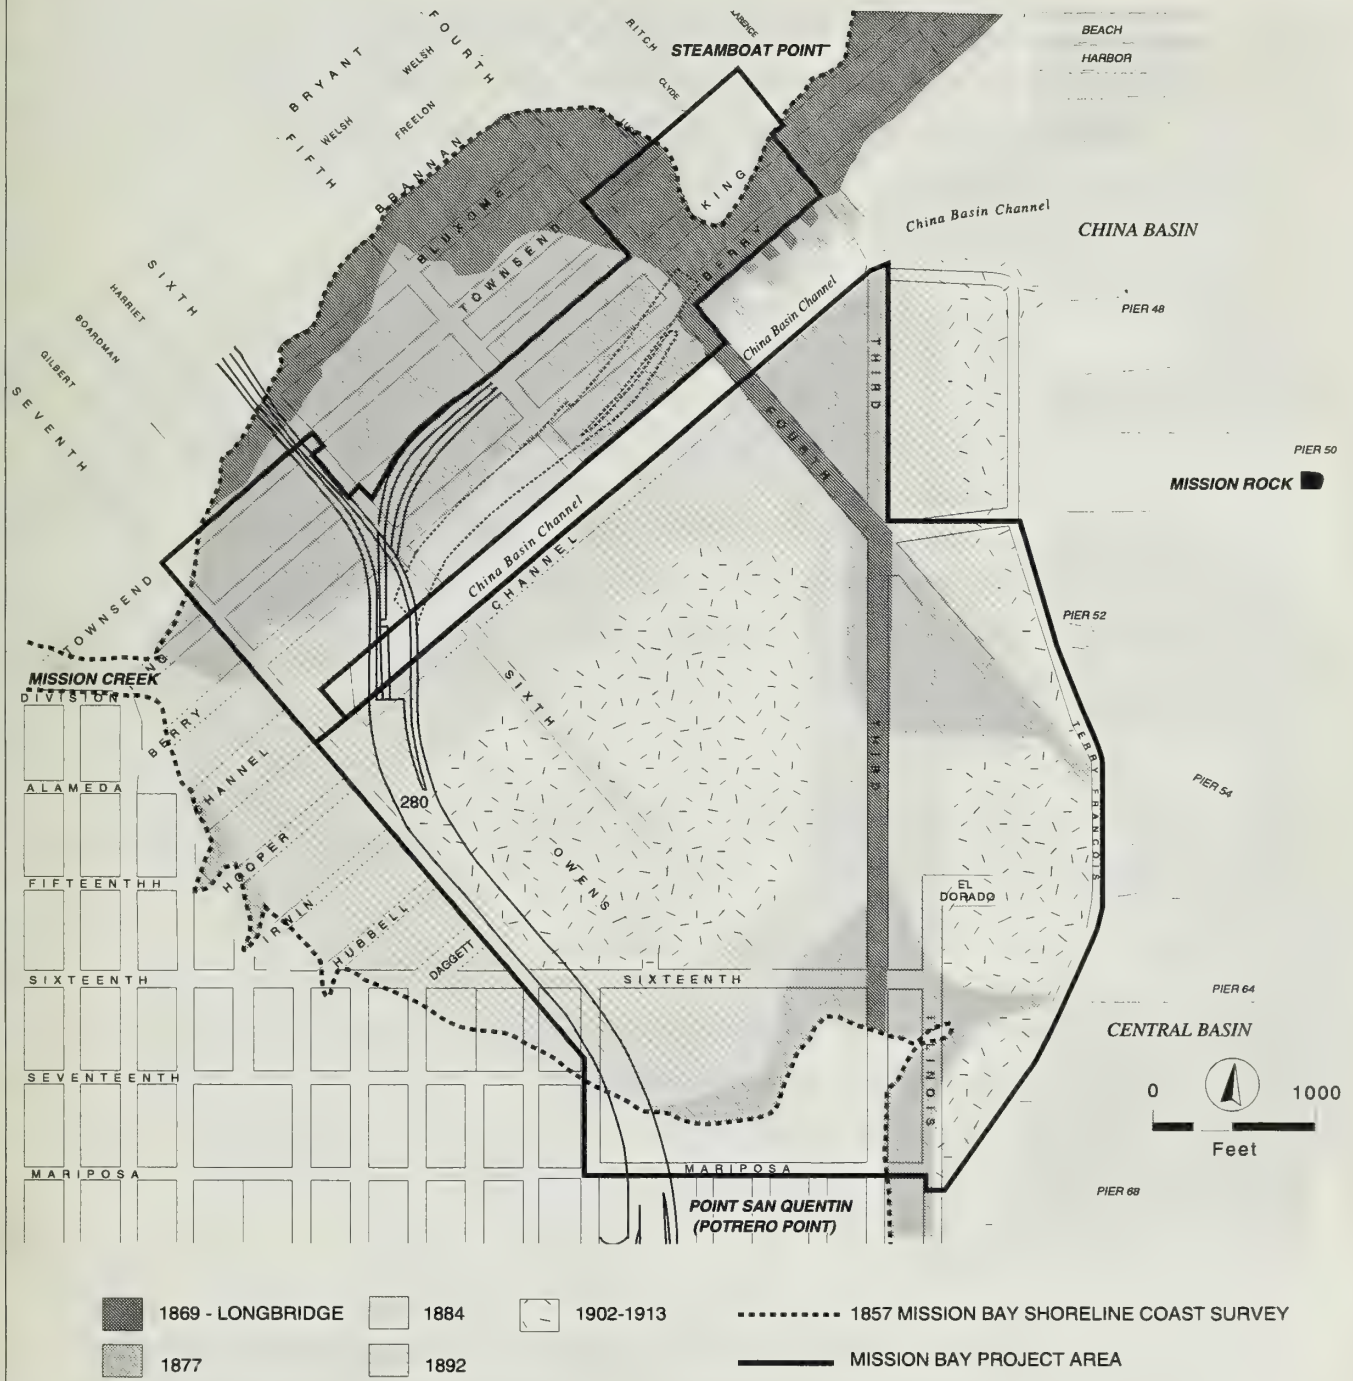 FOURTH
WELSH
BRYANT
RITCH
STEAMBOAT POINT
BEACH
HARBOR
CLYDE
FIFTH
WELSH
FREELON
BRANNAN
BLUXOME
TOWNSEND
KING
BERRY
China Basin Channel
CHINA BASIN
SIXTH
HARRIET
BOARDMAN
GILBERT
SEVENTH
China Basin Channel
PIER 48
THIRD
FOURTH
PIER 50
MISSION ROCK
China Basin Channel
CHANNEL
TOWNSEND
PIER 52
MISSION CREEK
DIVISION
SIXTH
BERRY
THIRD
TERRY FRANCOIS
CHANNEL
ALAMEDA
280
PIER 54
HOOPER
OWENS
FIFTEENTHH
EL
DORADO
IRWIN
HUBBELL
DAGGETT
SIXTEENTH
SIXTEENTH
PIER 64
CENTRAL BASIN
ILLINOIS
SEVENTEENTH
0 1000
Feet
MARIPOSA
MARIPOSA
POINT SAN QUENTIN
(POTRERO POINT)
PIER 68
1869 - LONGBRIDGE
1884
1902-1913
1857 MISSION BAY SHORELINE COAST SURVEY
1877
1892
MISSION BAY PROJECT AREA